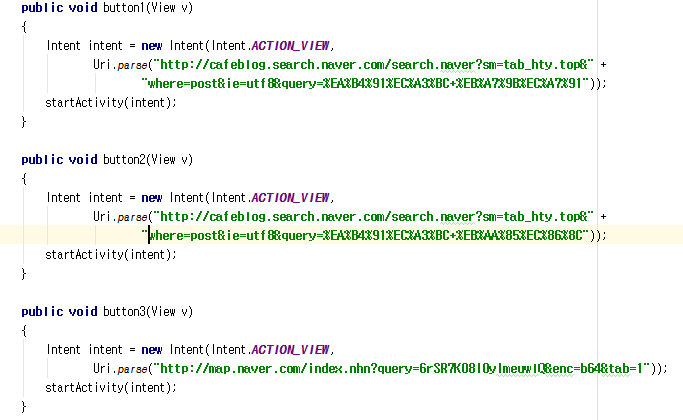 public void button1(View v)
{
Intent intent = new Intent(Intent.ACTION_VIEW,
Uri.parse("http://cafeblog.search.naver.com/search.naver?sm=tab_hty.top&" +
"where=post&ie=utf8&query=%EA%B4%91%EC%A3%BC+%EB%A7%9B%EC%A7%91"));
startActivity(intent);
}
public void button2(View v)
{
Intent intent = new Intent(Intent.ACTION_VIEW,
Uri.parse("http://cafeblog.search.naver.com/search.naver?sm=tab_hty.top&" +
"where=post&ie=utf8&query=%EA%B4%91%EC%A3%BC+%EB%AA%85%EC%86%8C"));
startActivity(intent);
}
public void button3(View v)
{
Intent intent = new Intent(Intent.ACTION_VIEW,
Uri.parse("http://map.naver.com/index.nhn?query=6rSR7KO8IOyImeuwlQ&enc=b64&tab=1"));
startActivity(intent);
}